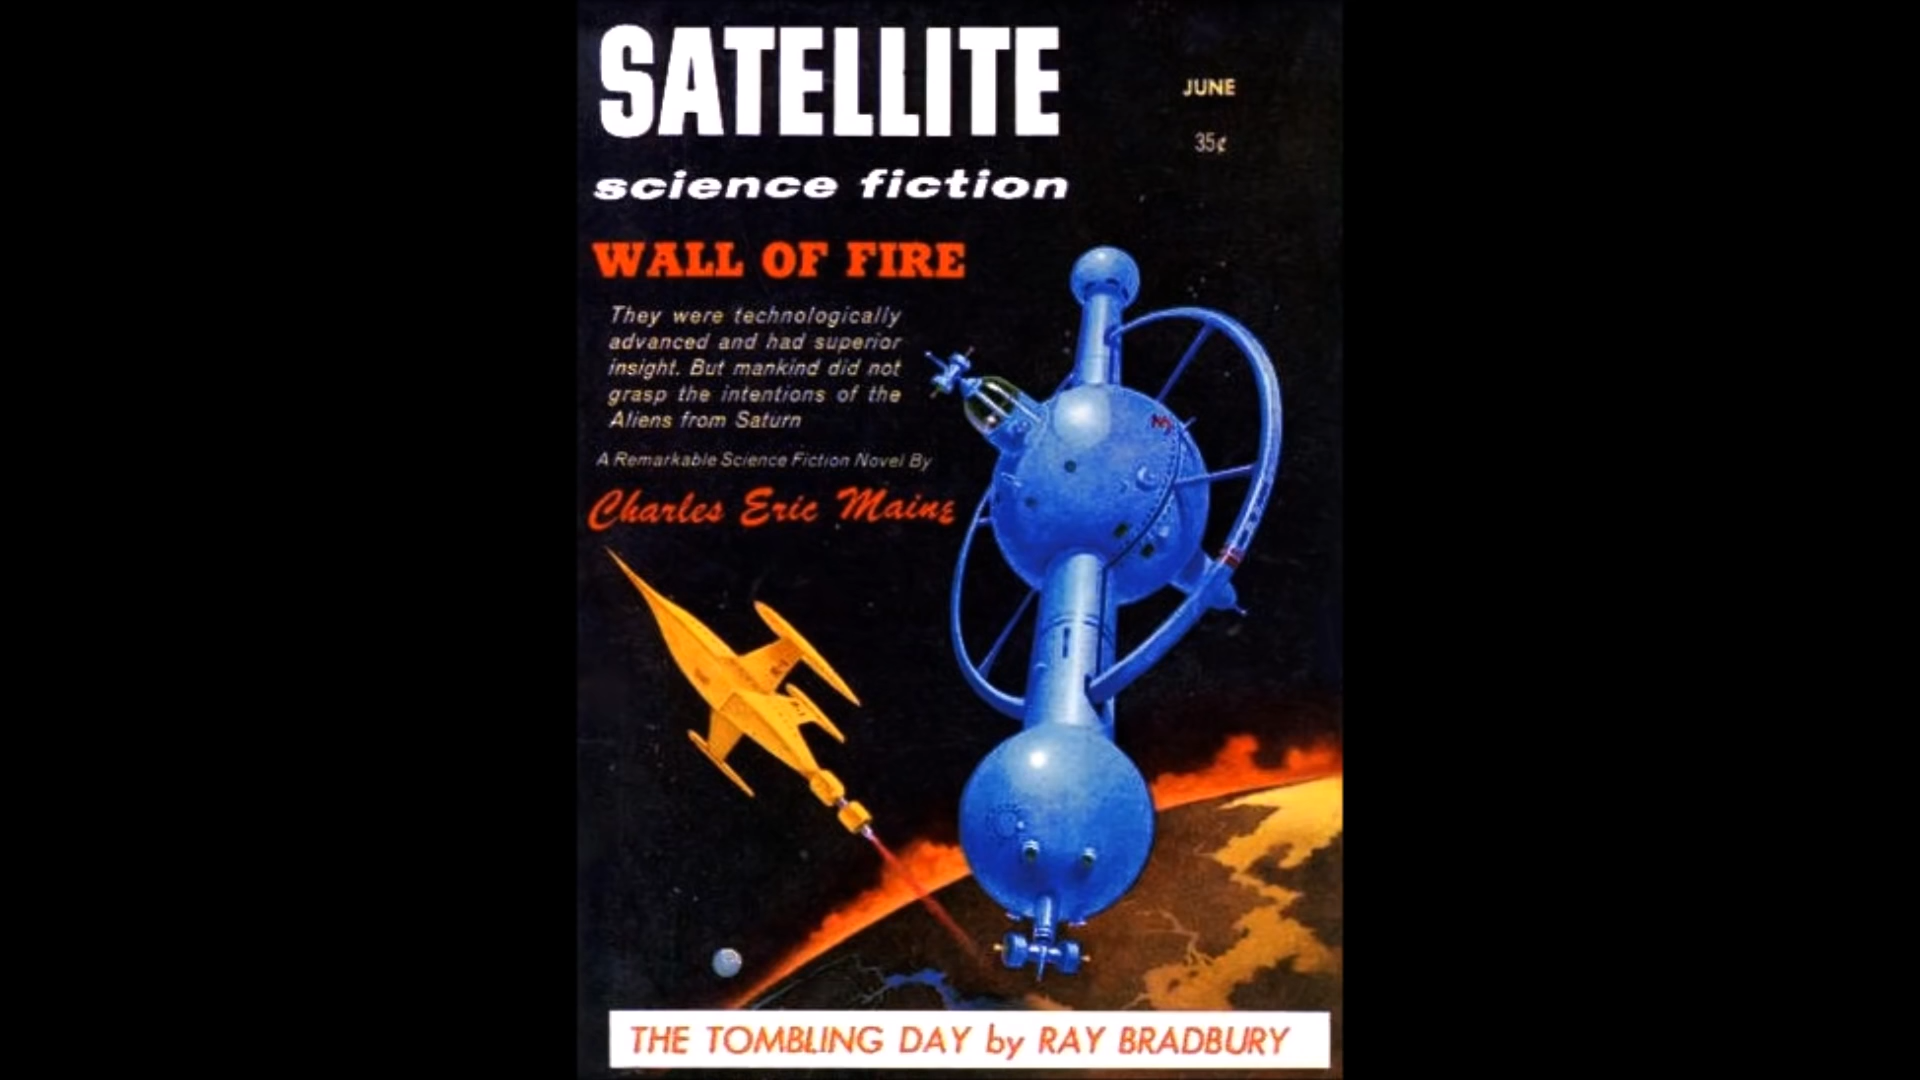 SATELLITE
JUNE
35¢
science fiction
WALL OF FIRE
They were technologically
advanced and had superior
insight. But mankind did not
grasp the intentions of the
Aliens from Saturn
A Remarkable Science Fiction Novel By
Charles Eric Maine
THE TOMBLING DAY by RAY BRADBURY